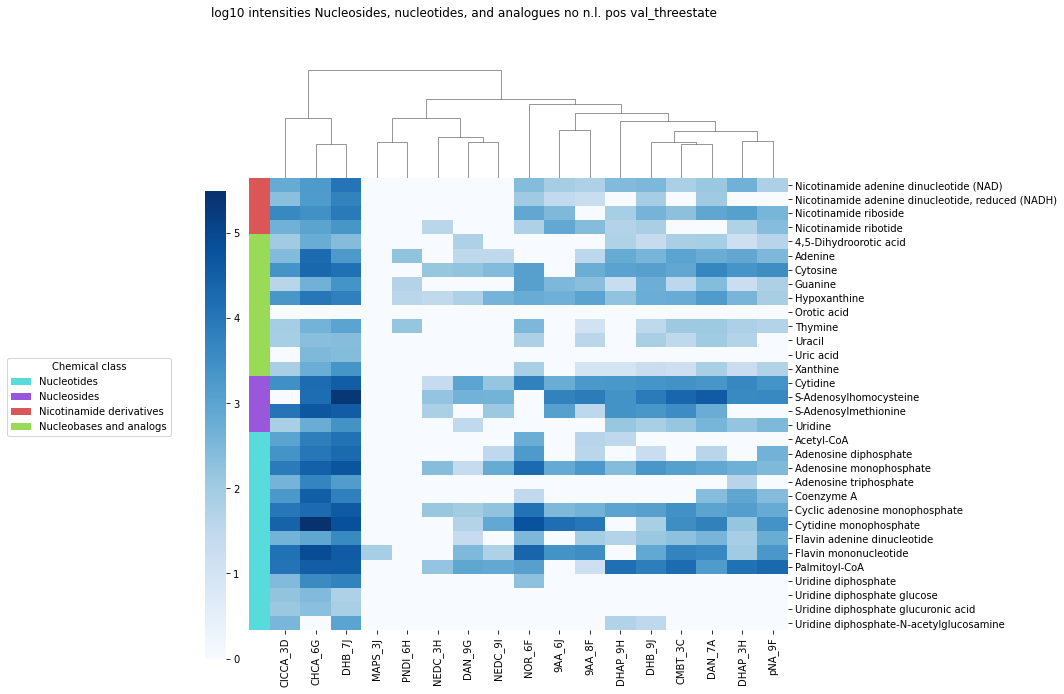 log10 intensities Nucleosides, nucleotides, and analogues no n.l. pos val_threestate
Nicotinamide adenine dinucleotide (NAD)
Nicotinamide adenine dinucleotide, reduced (NADH)
Nicotinamide riboside
Nicotinamide ribotide
4,5-Dihydroorotic acid
Adenine
Cytosine
Guanine
Hypoxanthine
Orotic acid
Thymine
Uracil
Uric acid
Xanthine
Cytidine
S-Adenosylhomocysteine
S-Adenosylmethionine
Uridine
Acetyl-CoA
Adenosine diphosphate
Adenosine monophosphate
Adenosine triphosphate
Coenzyme A
Cyclic adenosine monophosphate
Cytidine monophosphate
Flavin adenine dinucleotide
Flavin mononucleotide
Palmitoyl-CoA
Uridine diphosphate
Uridine diphosphate glucose
Uridine diphosphate glucuronic acid
Uridine diphosphate-N-acetylglucosamine
5
4
3
2
1
0
Chemical class
Nucleotides
Nucleosides
Nicotinamide derivatives
Nucleobases and analogs
CICCA_3D
CHCA_6G
DHB_7J
MAPS_3J
PNDI_6H
NEDC_3H
DAN_9G
NEDC_9I
NOR_6F
9AA_6J
9AA_8F
DHAP_9H
DHB_9J
CMBT_3C
DAN_7A
DHAP_3H
pNA_9F